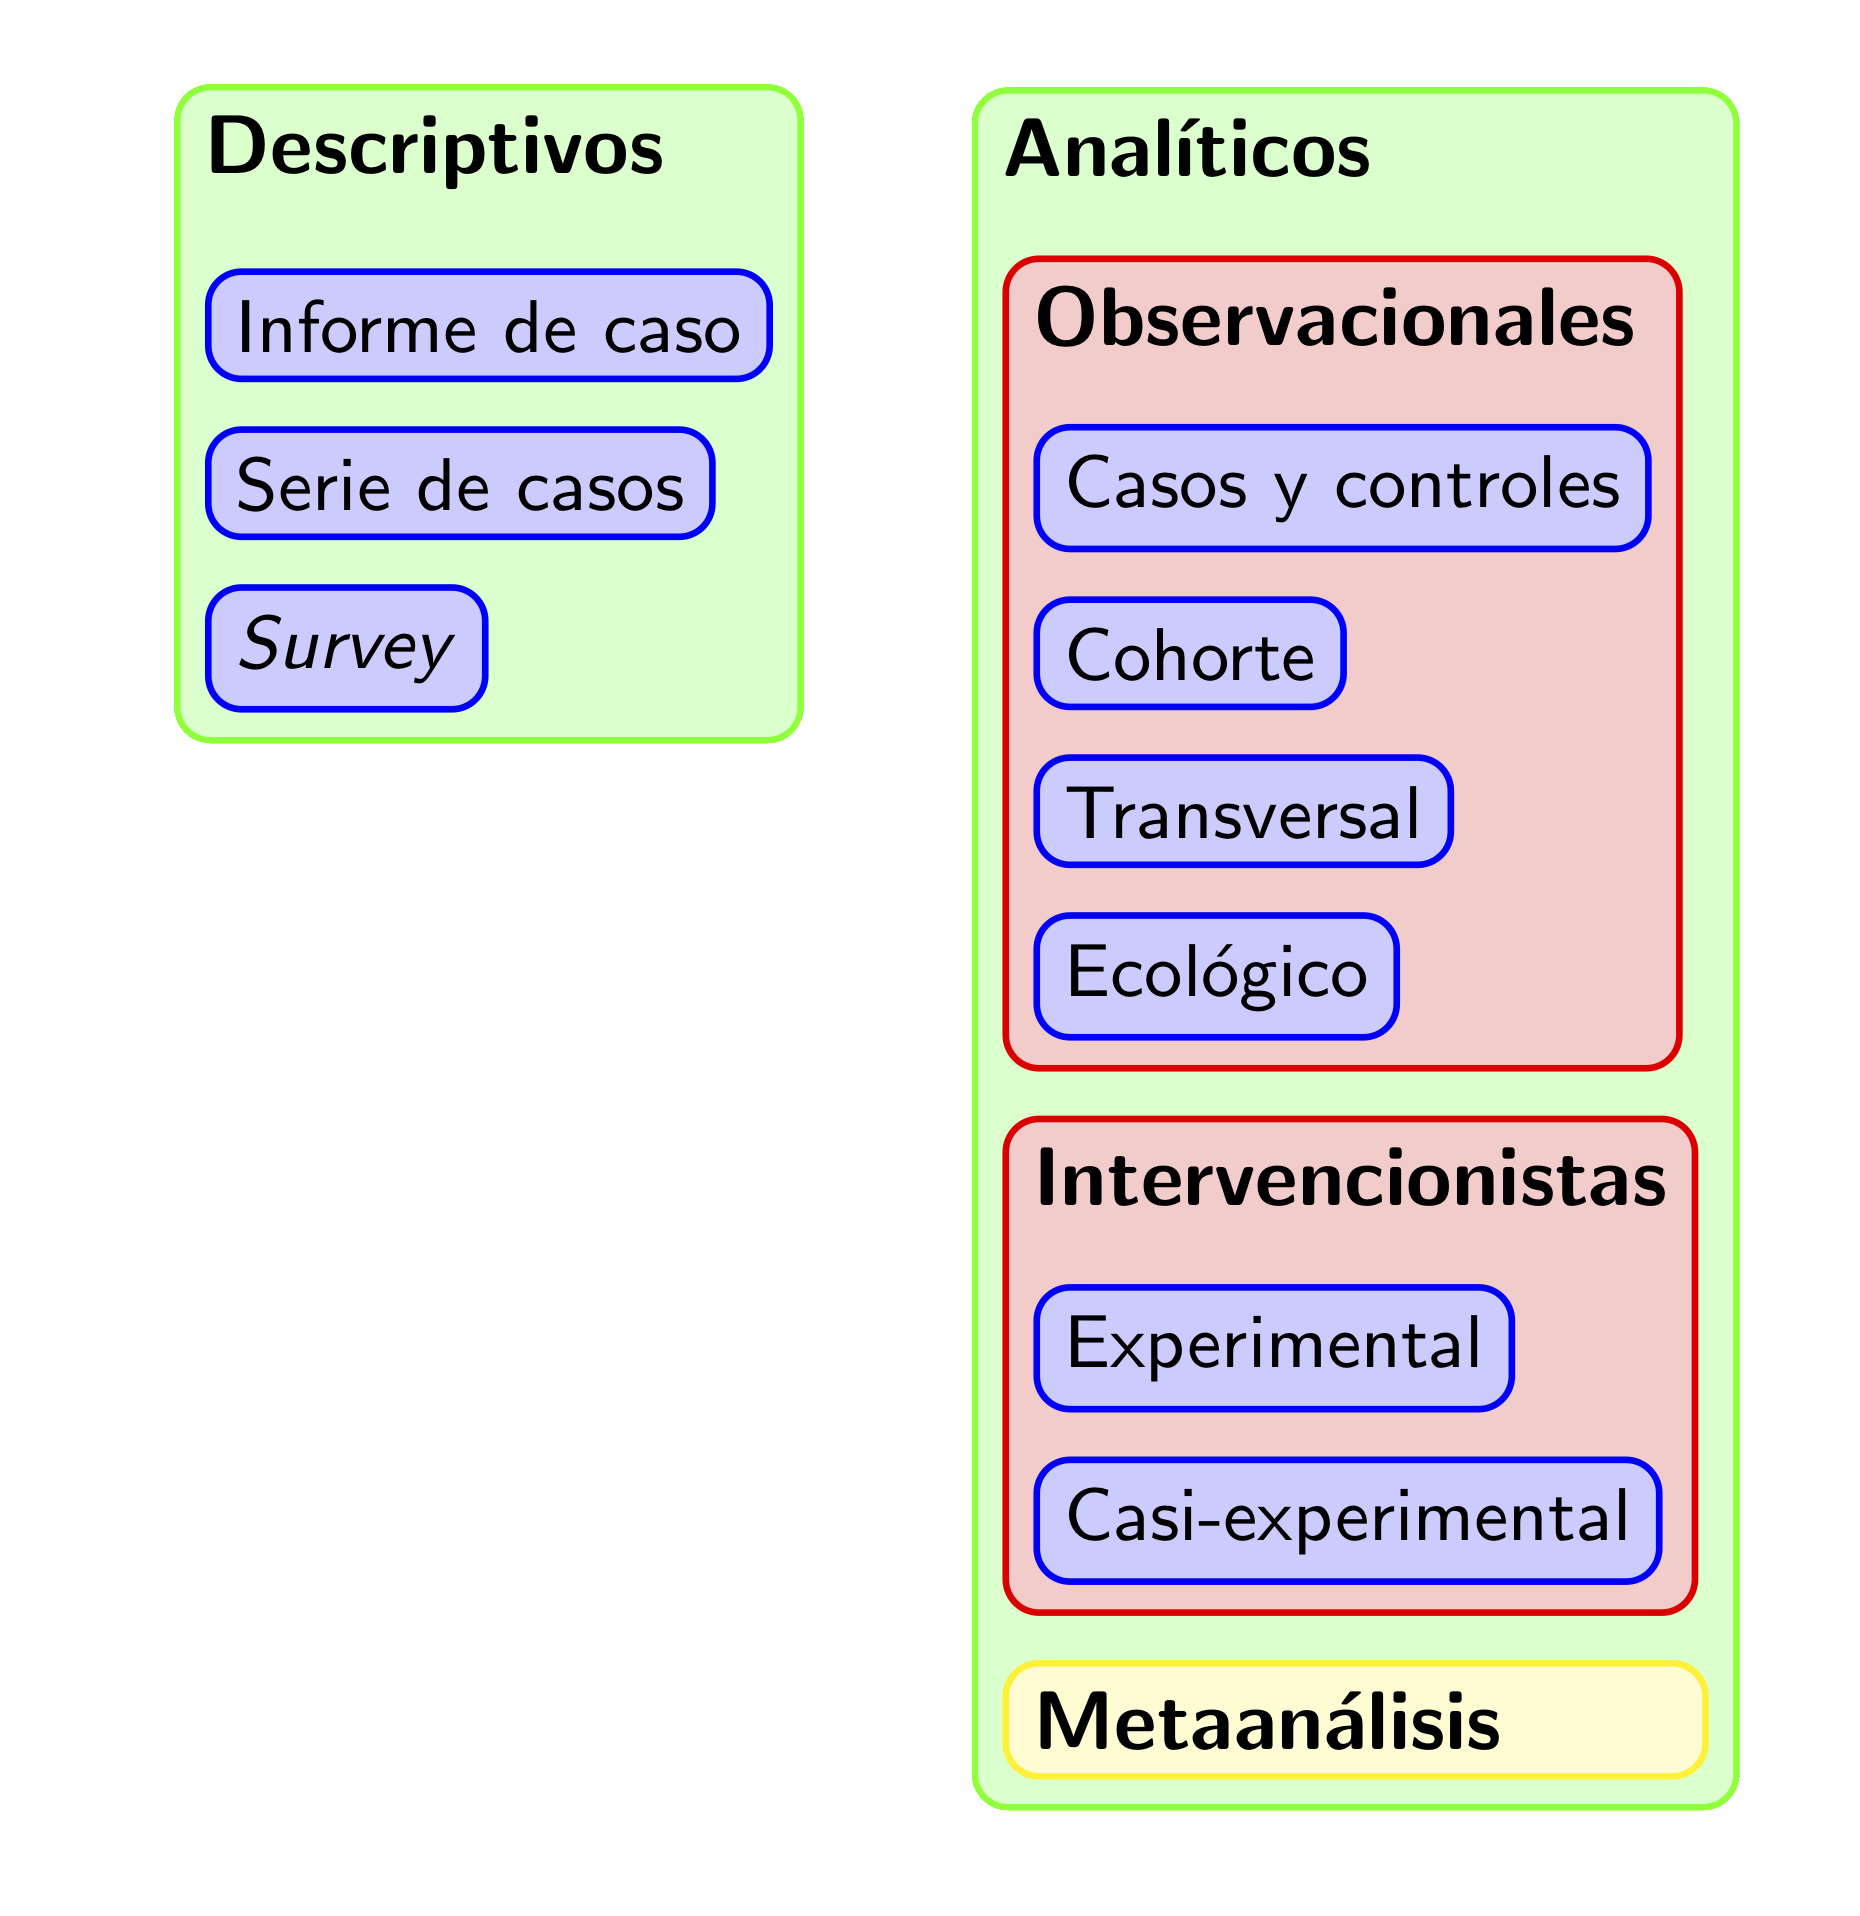 Descriptivos
Informe de caso
Serie de casos
Survey
Analíticos
Observacionales
Casos y controles
Cohorte
Transversal
Ecológico
Intervencionistas
Experimental
Casi-experimental
Metaanálisis